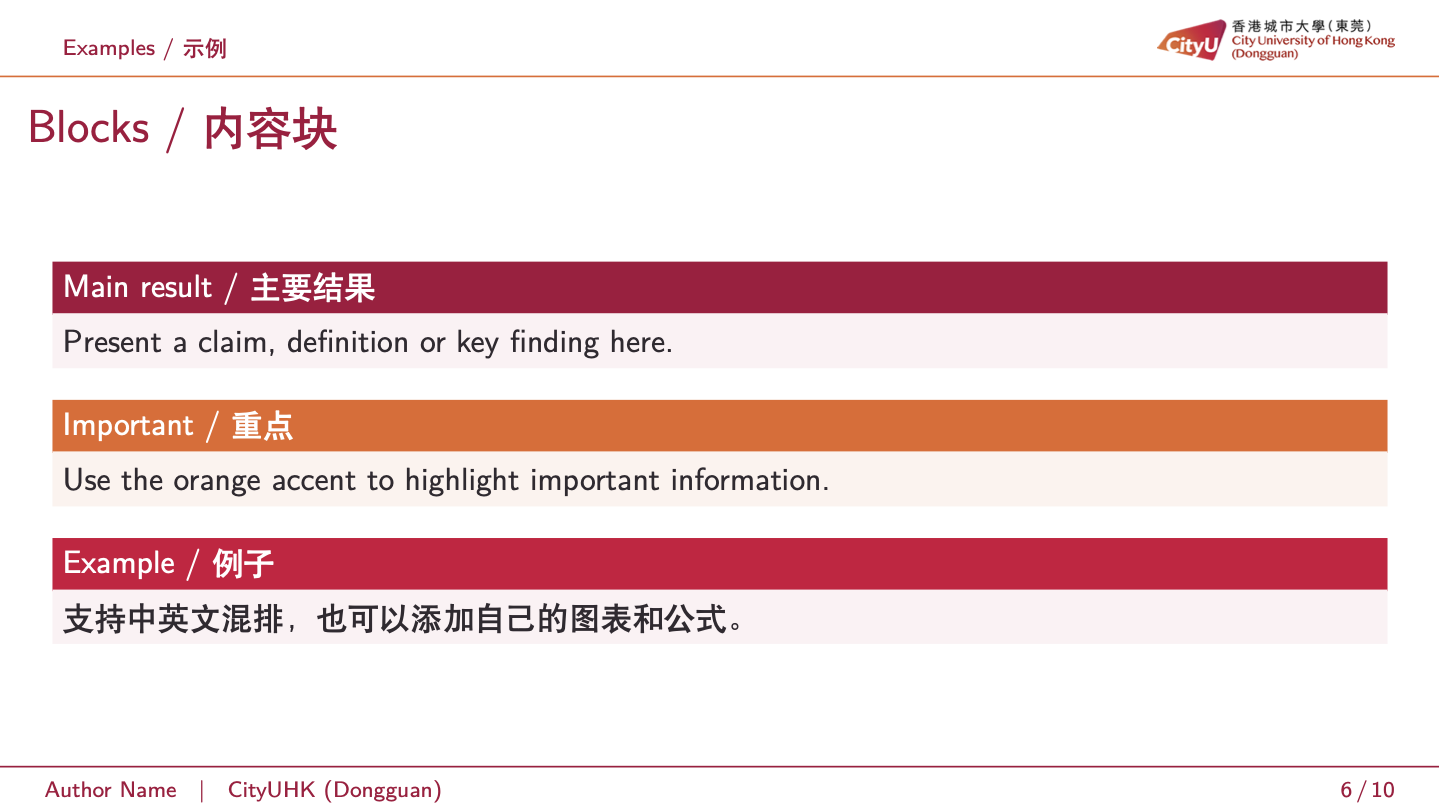 Examples / 示例
CityU
香港城市大學(東莞)
City University of Hong Kong
(Dongguan)
Blocks / 内容块
Main result / 主要结果
Present a claim, definition or key finding here.
Important / 重点
Use the orange accent to highlight important information.
Example / 例子
支持中英文混排，也可以添加自己的图表和公式。
Author Name | CityUHK (Dongguan)
6 / 10